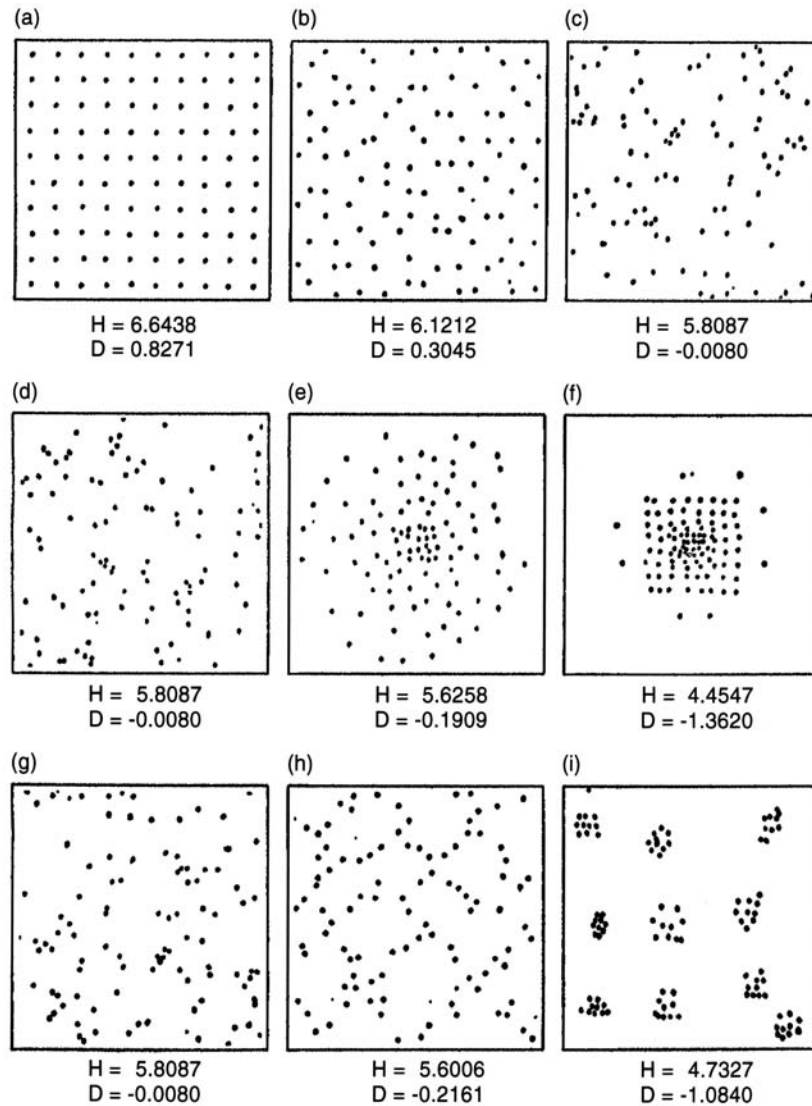 (a) (b) (c)
H = 6.6438 H = 6.1212 H = 5.8087
D = 0.8271 D = 0.3045 D = -0.0080
(d) (e) (f)
H = 5.8087 H = 5.6258 H = 4.4547
D = -0.0080 D = -0.1909 D = -1.3620
(g) (h) (i)
H = 5.8087 H = 5.6006 H = 4.7327
D = -0.0080 D = -0.2161 D = -1.0840